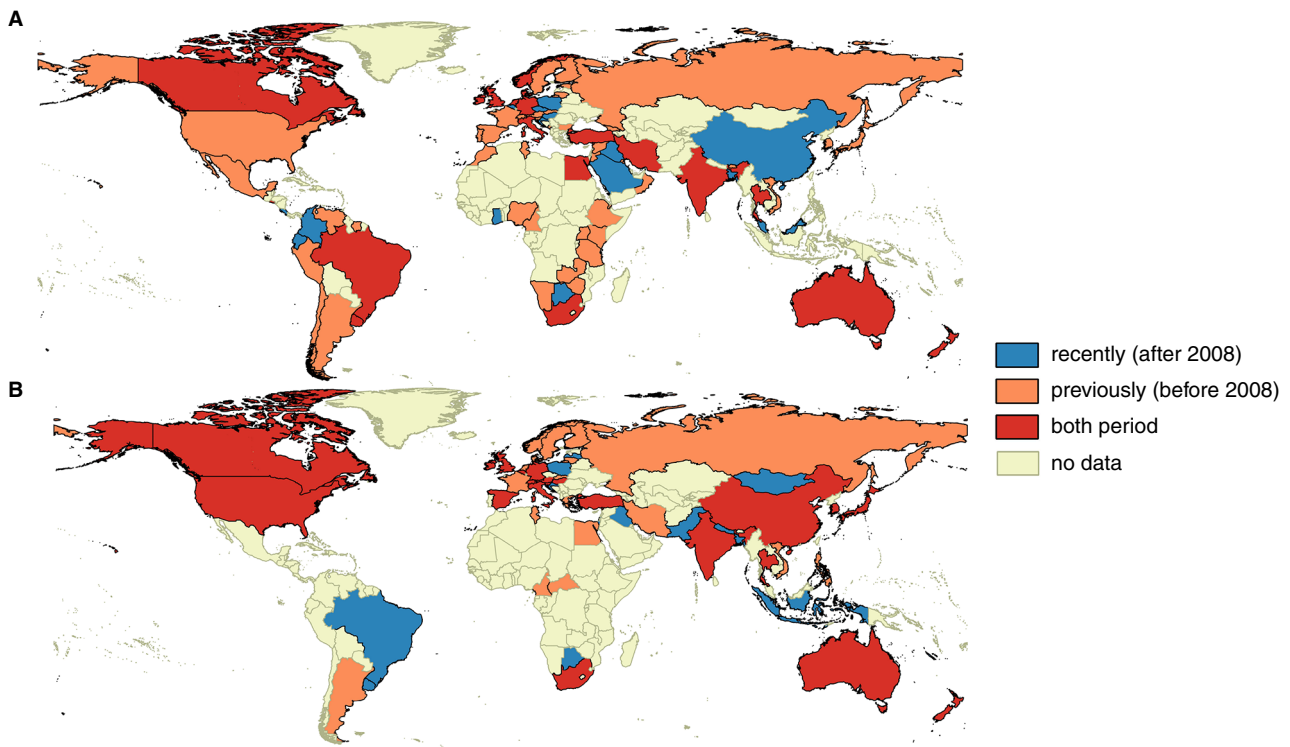 A
recently (after 2008)
previously (before 2008)
B
both period
no data